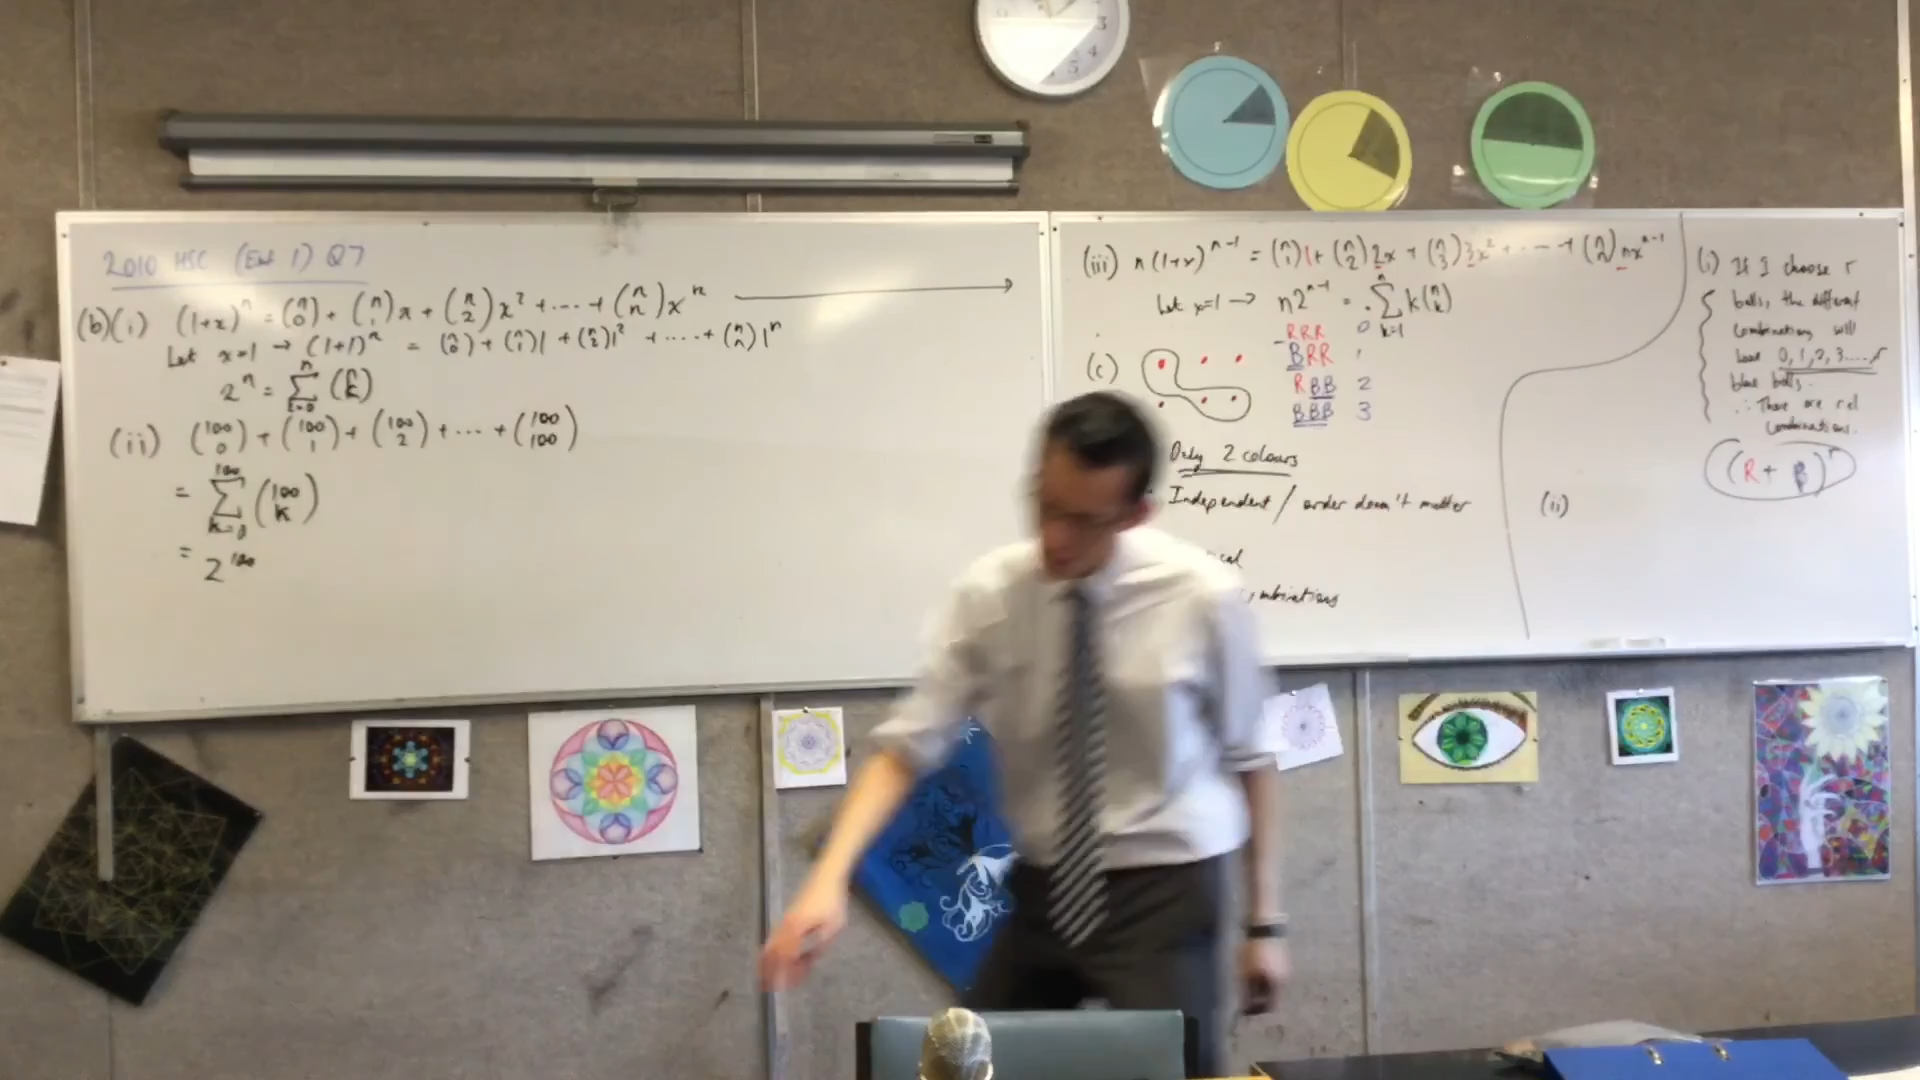 2010 HSC (Ext 1) Q7
(b)(i) (1+x)^n = (n 0) + (n 1)x + (n 2)x² + .... + (n n)x^n
Let x=1 → (1+1)^n = (n 0) + (n 1)1 + (n 2)1² + ..... + (n n)1^n
2^n = Σ
(ii) (100 0) + (100 1) + (100 2) + ... + (100 100)
= Σ (100 k)
= 2^100
(iii) n(1+x)^n-1 = (n 1)1 + (n 2)2x + (n 3)3x² + ..... + (n n)nx^n-1
Let x=1 → n2^n-1 = Σ n k=1 k(n k)
RRR 0
BRR 1
(c)
RBB 2
BBB 3
Only 2 colours
Independent / order doesn't matter
(i) If I choose r
balls, the different
combinations will
have 0, 1, 2, 3...., r
blue balls.
∴ There are r+1
combinations.
(R + B)^r
(ii)
3
4
5